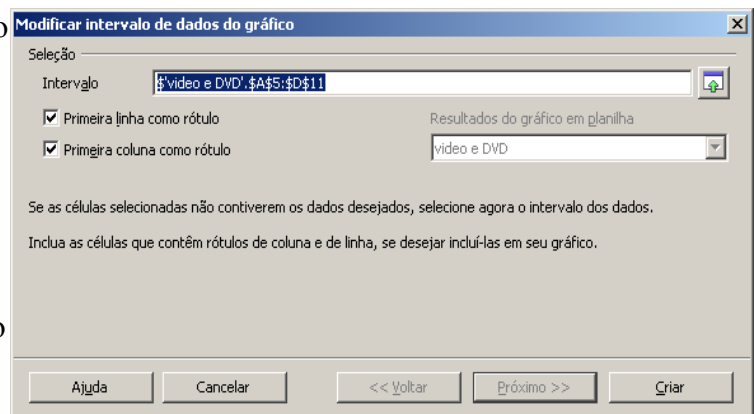 o
Modificar intervalo de dados do gráfico
Seleção
Intervalo $'video e DVD'.$A$5:$D$11
Primeira linha como rótulo Resultados do gráfico em planilha
Primeira coluna como rótulo video e DVD
Se as células selecionadas não contiverem os dados desejados, selecione agora o intervalo dos dados.
Inclua as células que contêm rótulos de coluna e de linha, se desejar incluí-las em seu gráfico.
o
Ajuda Cancelar << Voltar Próximo >> Criar